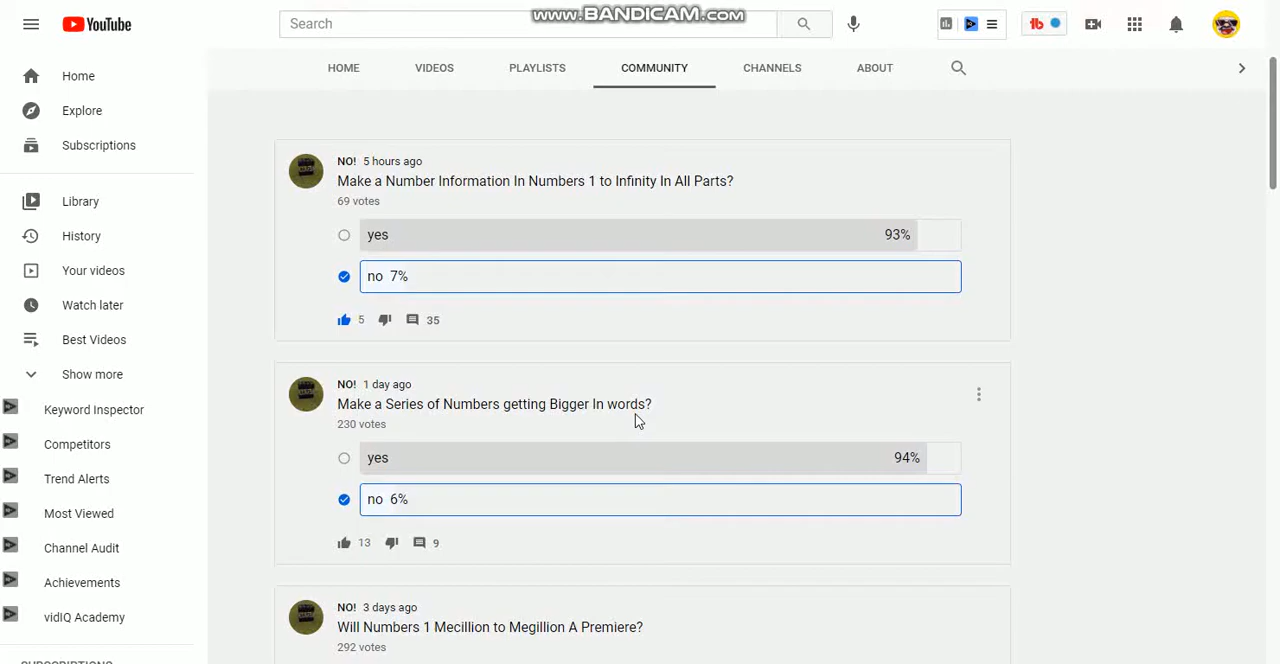 www.BANDICAM.com
YouTube
Search
HOME VIDEOS PLAYLISTS COMMUNITY CHANNELS ABOUT
Home
Explore
Subscriptions
Library
History
Your videos
Watch later
Best Videos
Show more
Keyword Inspector
Competitors
Trend Alerts
Most Viewed
Channel Audit
Achievements
vidIQ Academy
SUBSCRIPTIONS
NO! 5 hours ago
Make a Number Information In Numbers 1 to Infinity In All Parts?
69 votes
yes 93%
no 7%
5 35
NO! 1 day ago
Make a Series of Numbers getting Bigger In words?
230 votes
yes 94%
no 6%
13 9
NO! 3 days ago
Will Numbers 1 Mecillion to Megillion A Premiere?
292 votes